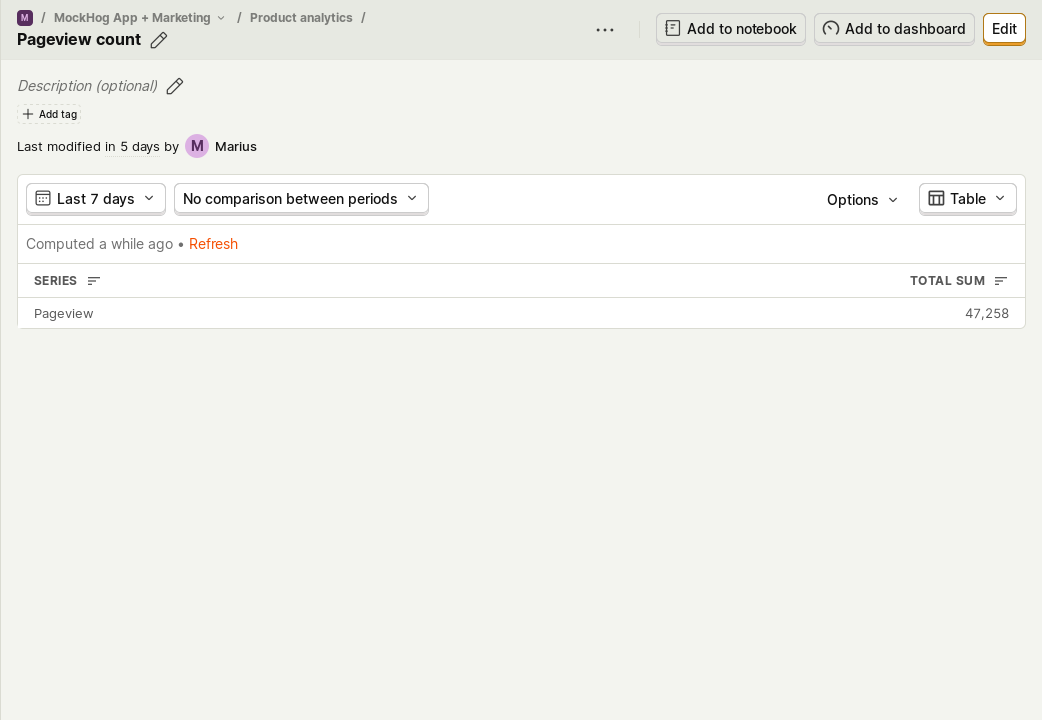 M / MockHog App + Marketing / Product analytics /
Pageview count
Add to notebook
Add to dashboard
Edit
Description (optional)
Add tag
Last modified in 5 days by M Marius
Last 7 days
No comparison between periods
Options
Table
Computed a while ago • Refresh
SERIES
TOTAL SUM
Pageview
47,258